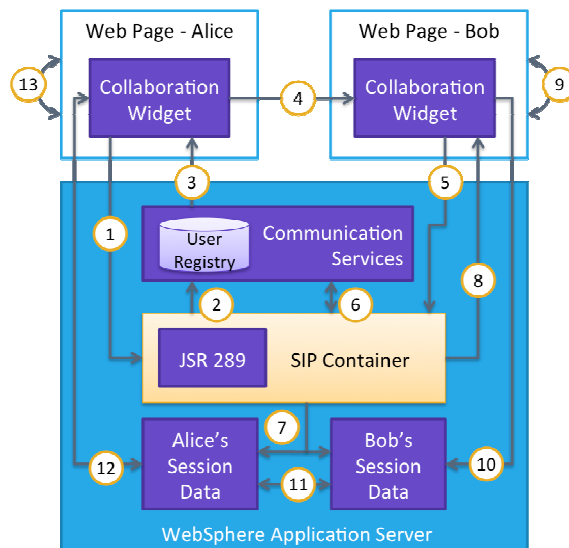 Web Page - Alice
Web Page - Bob
13
Collaboration
Widget
4
Collaboration
Widget
9
3
5
1
User
Registry
Communication
Services
2
6
8
JSR 289
SIP Container
7
12
Alice's
Session
Data
11
Bob's
Session
Data
10
WebSphere Application Server